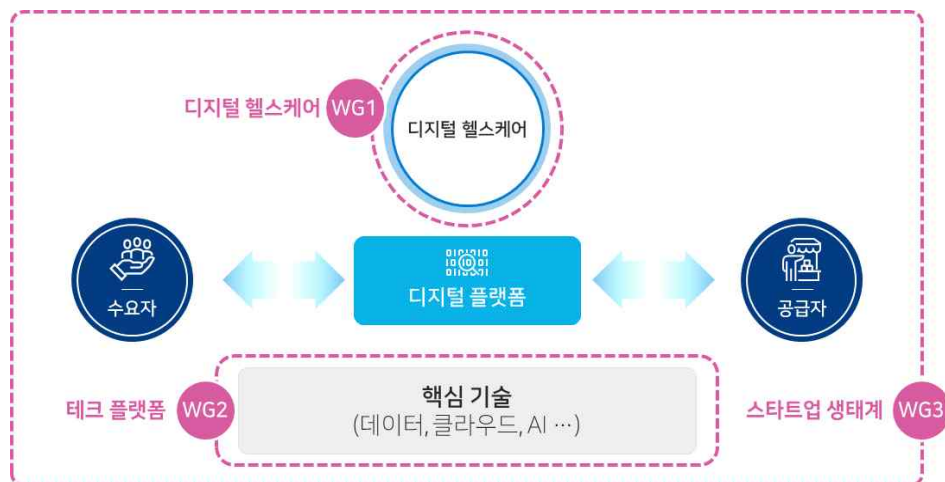 디지털 헬스케어 WG1
디지털 헬스케어
수요자
디지털 플랫폼
공급자
테크 플랫폼 WG2
핵심 기술
(데이터, 클라우드, AI ···)
스타트업 생태계 WG3